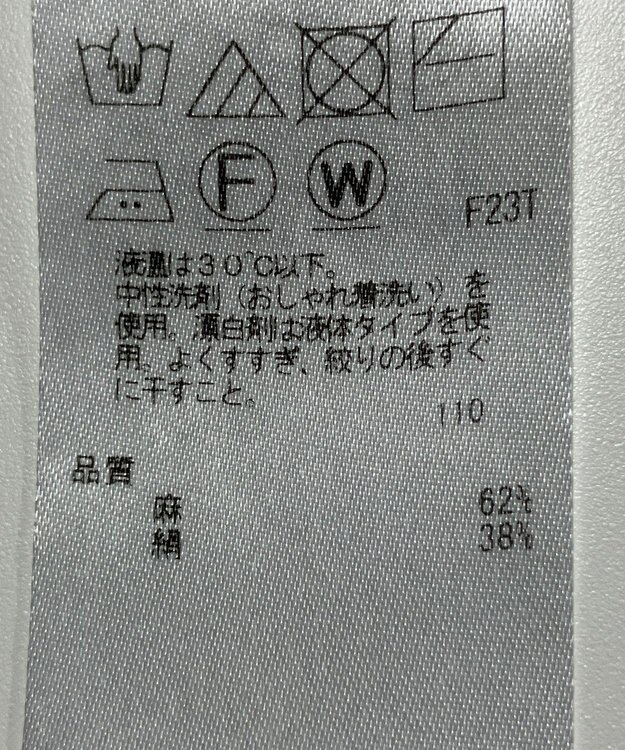 F W
F23T
液温は30℃以下。
中性洗剤（おしゃれ着洗い）を
使用。漂白剤は液体タイプを使
用。よくすすぎ、絞りの後すぐ
に干すこと。
110
品質
麻 62%
絹 38%